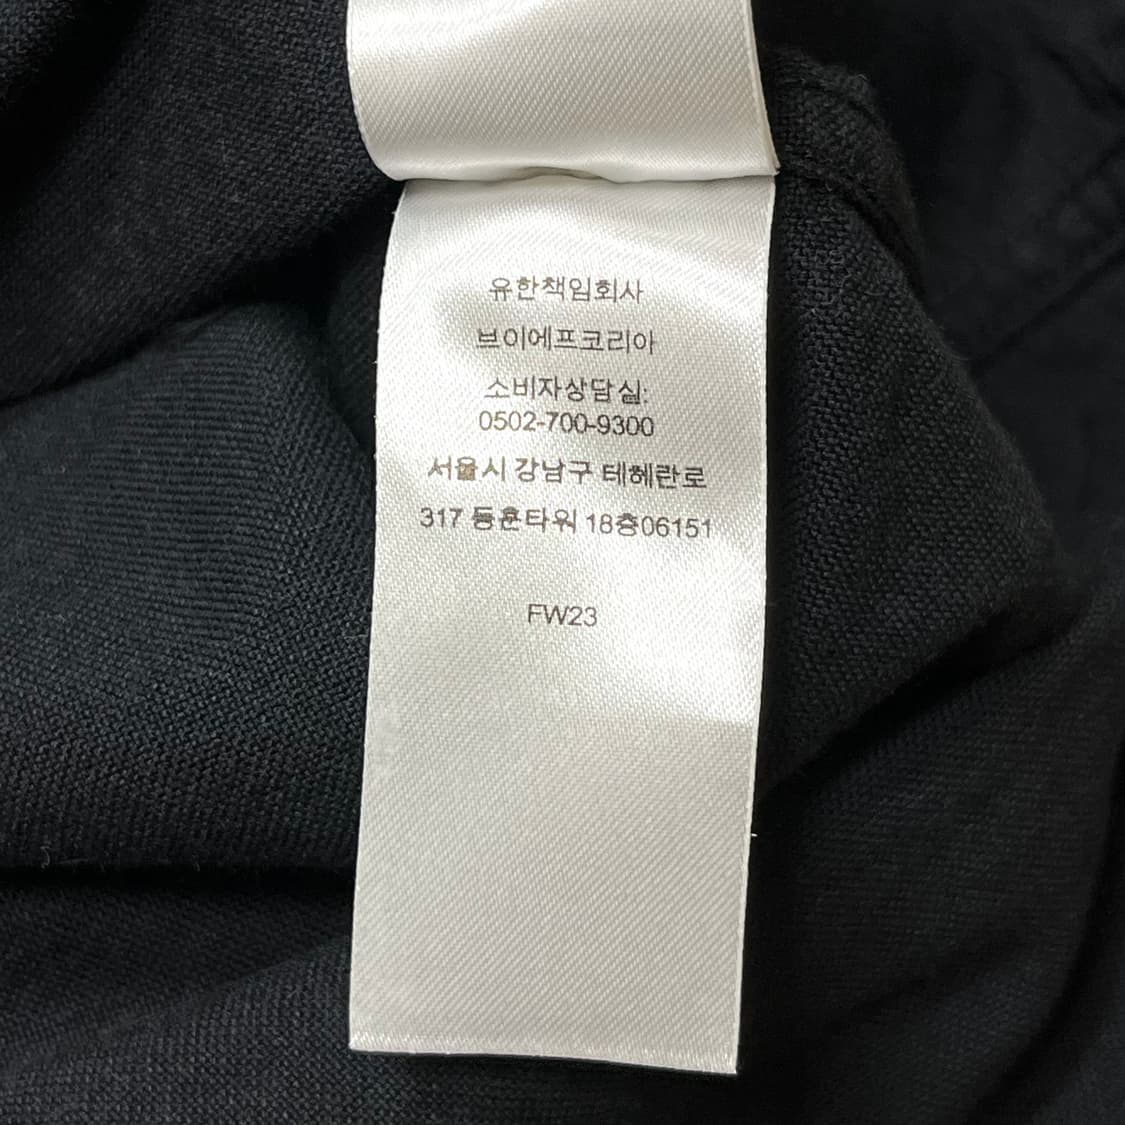 유한책임회사
브이에프코리아
소비자상담실:
0502-700-9300
서울시 강남구 테헤란로
317 동훈타워 18층06151
FW23